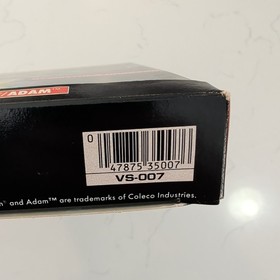 ADAM
0
47875 35007
VS-007
and Adam™ are trademarks of Coleco Industries.